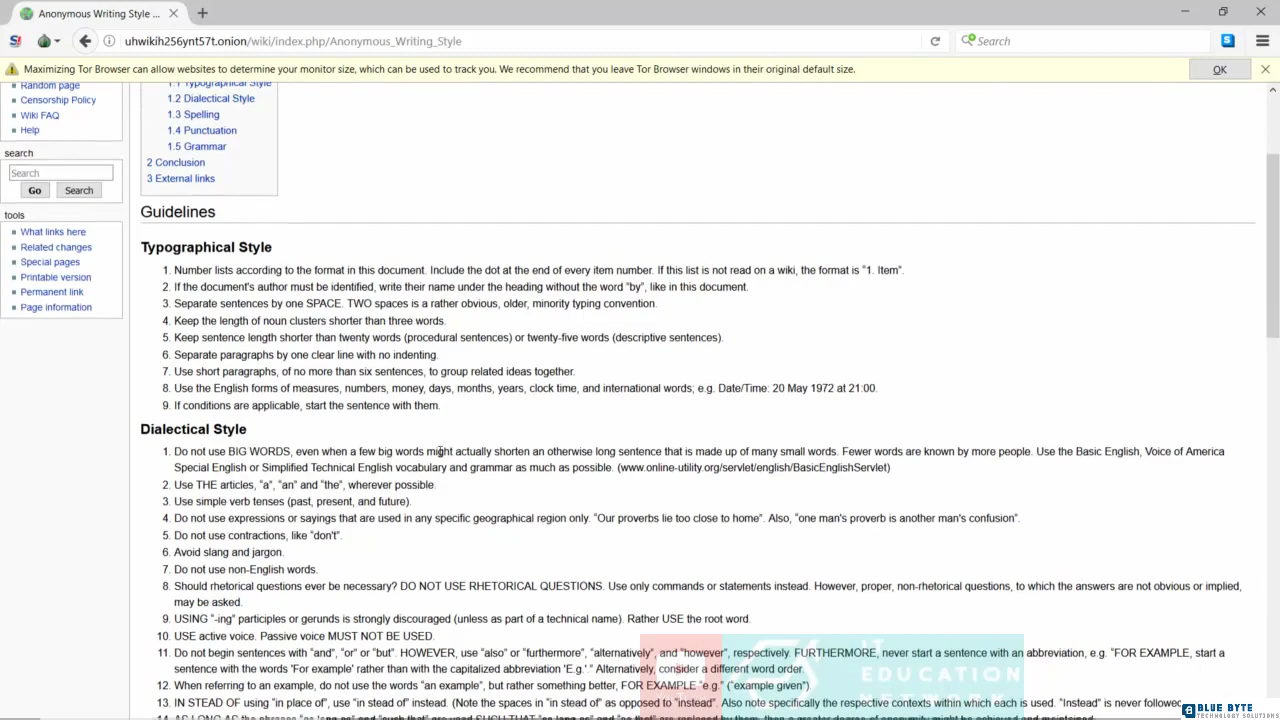 Anonymous Writing Style ...
uhwikih256ynt57t.onion/wiki/index.php/Anonymous_Writing_Style
Search
Maximizing Tor Browser can allow websites to determine your monitor size, which can be used to track you. We recommend that you leave Tor Browser windows in their original default size.
OK
Random page
Censorship Policy
Wiki FAQ
Help
search
Search
Go Search
tools
What links here
Related changes
Special pages
Printable version
Permanent link
Page information
1.1 Typographical Style
1.2 Dialectical Style
1.3 Spelling
1.4 Punctuation
1.5 Grammar
2 Conclusion
3 External links
Guidelines
Typographical Style
1. Number lists according to the format in this document. Include the dot at the end of every item number. If this list is not read on a wiki, the format is "1. Item".
2. If the document's author must be identified, write their name under the heading without the word "by", like in this document.
3. Separate sentences by one SPACE. TWO spaces is a rather obvious, older, minority typing convention.
4. Keep the length of noun clusters shorter than three words.
5. Keep sentence length shorter than twenty words (procedural sentences) or twenty-five words (descriptive sentences).
6. Separate paragraphs by one clear line with no indenting.
7. Use short paragraphs, of no more than six sentences, to group related ideas together.
8. Use the English forms of measures, numbers, money, days, months, years, clock time, and international words; e.g. Date/Time: 20 May 1972 at 21:00.
9. If conditions are applicable, start the sentence with them.
Dialectical Style
1. Do not use BIG WORDS, even when a few big words might actually shorten an otherwise long sentence that is made up of many small words. Fewer words are known by more people. Use the Basic English, Voice of America
Special English or Simplified Technical English vocabulary and grammar as much as possible. (www.online-utility.org/servlet/english/BasicEnglishServlet)
2. Use THE articles, "a", "an" and "the", wherever possible.
3. Use simple verb tenses (past, present, and future).
4. Do not use expressions or sayings that are used in any specific geographical region only. "Our proverbs lie too close to home". Also, "one man's proverb is another man's confusion".
5. Do not use contractions, like "don't".
6. Avoid slang and jargon.
7. Do not use non-English words.
8. Should rhetorical questions ever be necessary? DO NOT USE RHETORICAL QUESTIONS. Use only commands or statements instead. However, proper, non-rhetorical questions, to which the answers are not obvious or implied,
may be asked.
9. USING "-ing" participles or gerunds is strongly discouraged (unless as part of a technical name). Rather USE the root word.
10. USE active voice. Passive voice MUST NOT BE USED.
11. Do not begin sentences with "and", "or" or "but". HOWEVER, use "also" or "furthermore", "alternatively", and "however", respectively. FURTHERMORE, never start a sentence with an abbreviation, e.g. "FOR EXAMPLE, start a
sentence with the words 'For example' rather than with the capitalized abbreviation 'E.g.' " Alternatively, consider a different word order.
12. When referring to an example, do not use the words "an example", but rather something better, FOR EXAMPLE "e.g." ("example given").
13. IN STEAD OF using "in place of", use "in stead of". (Note the spaces in "in stead of" as opposed to "instead". Also note specifically the respective contexts within which each is used. "Instead" is never followed
IT
EDUCATION
NETWORK
BLUE BYTE
TECHNOLOGY SOLUTIONS